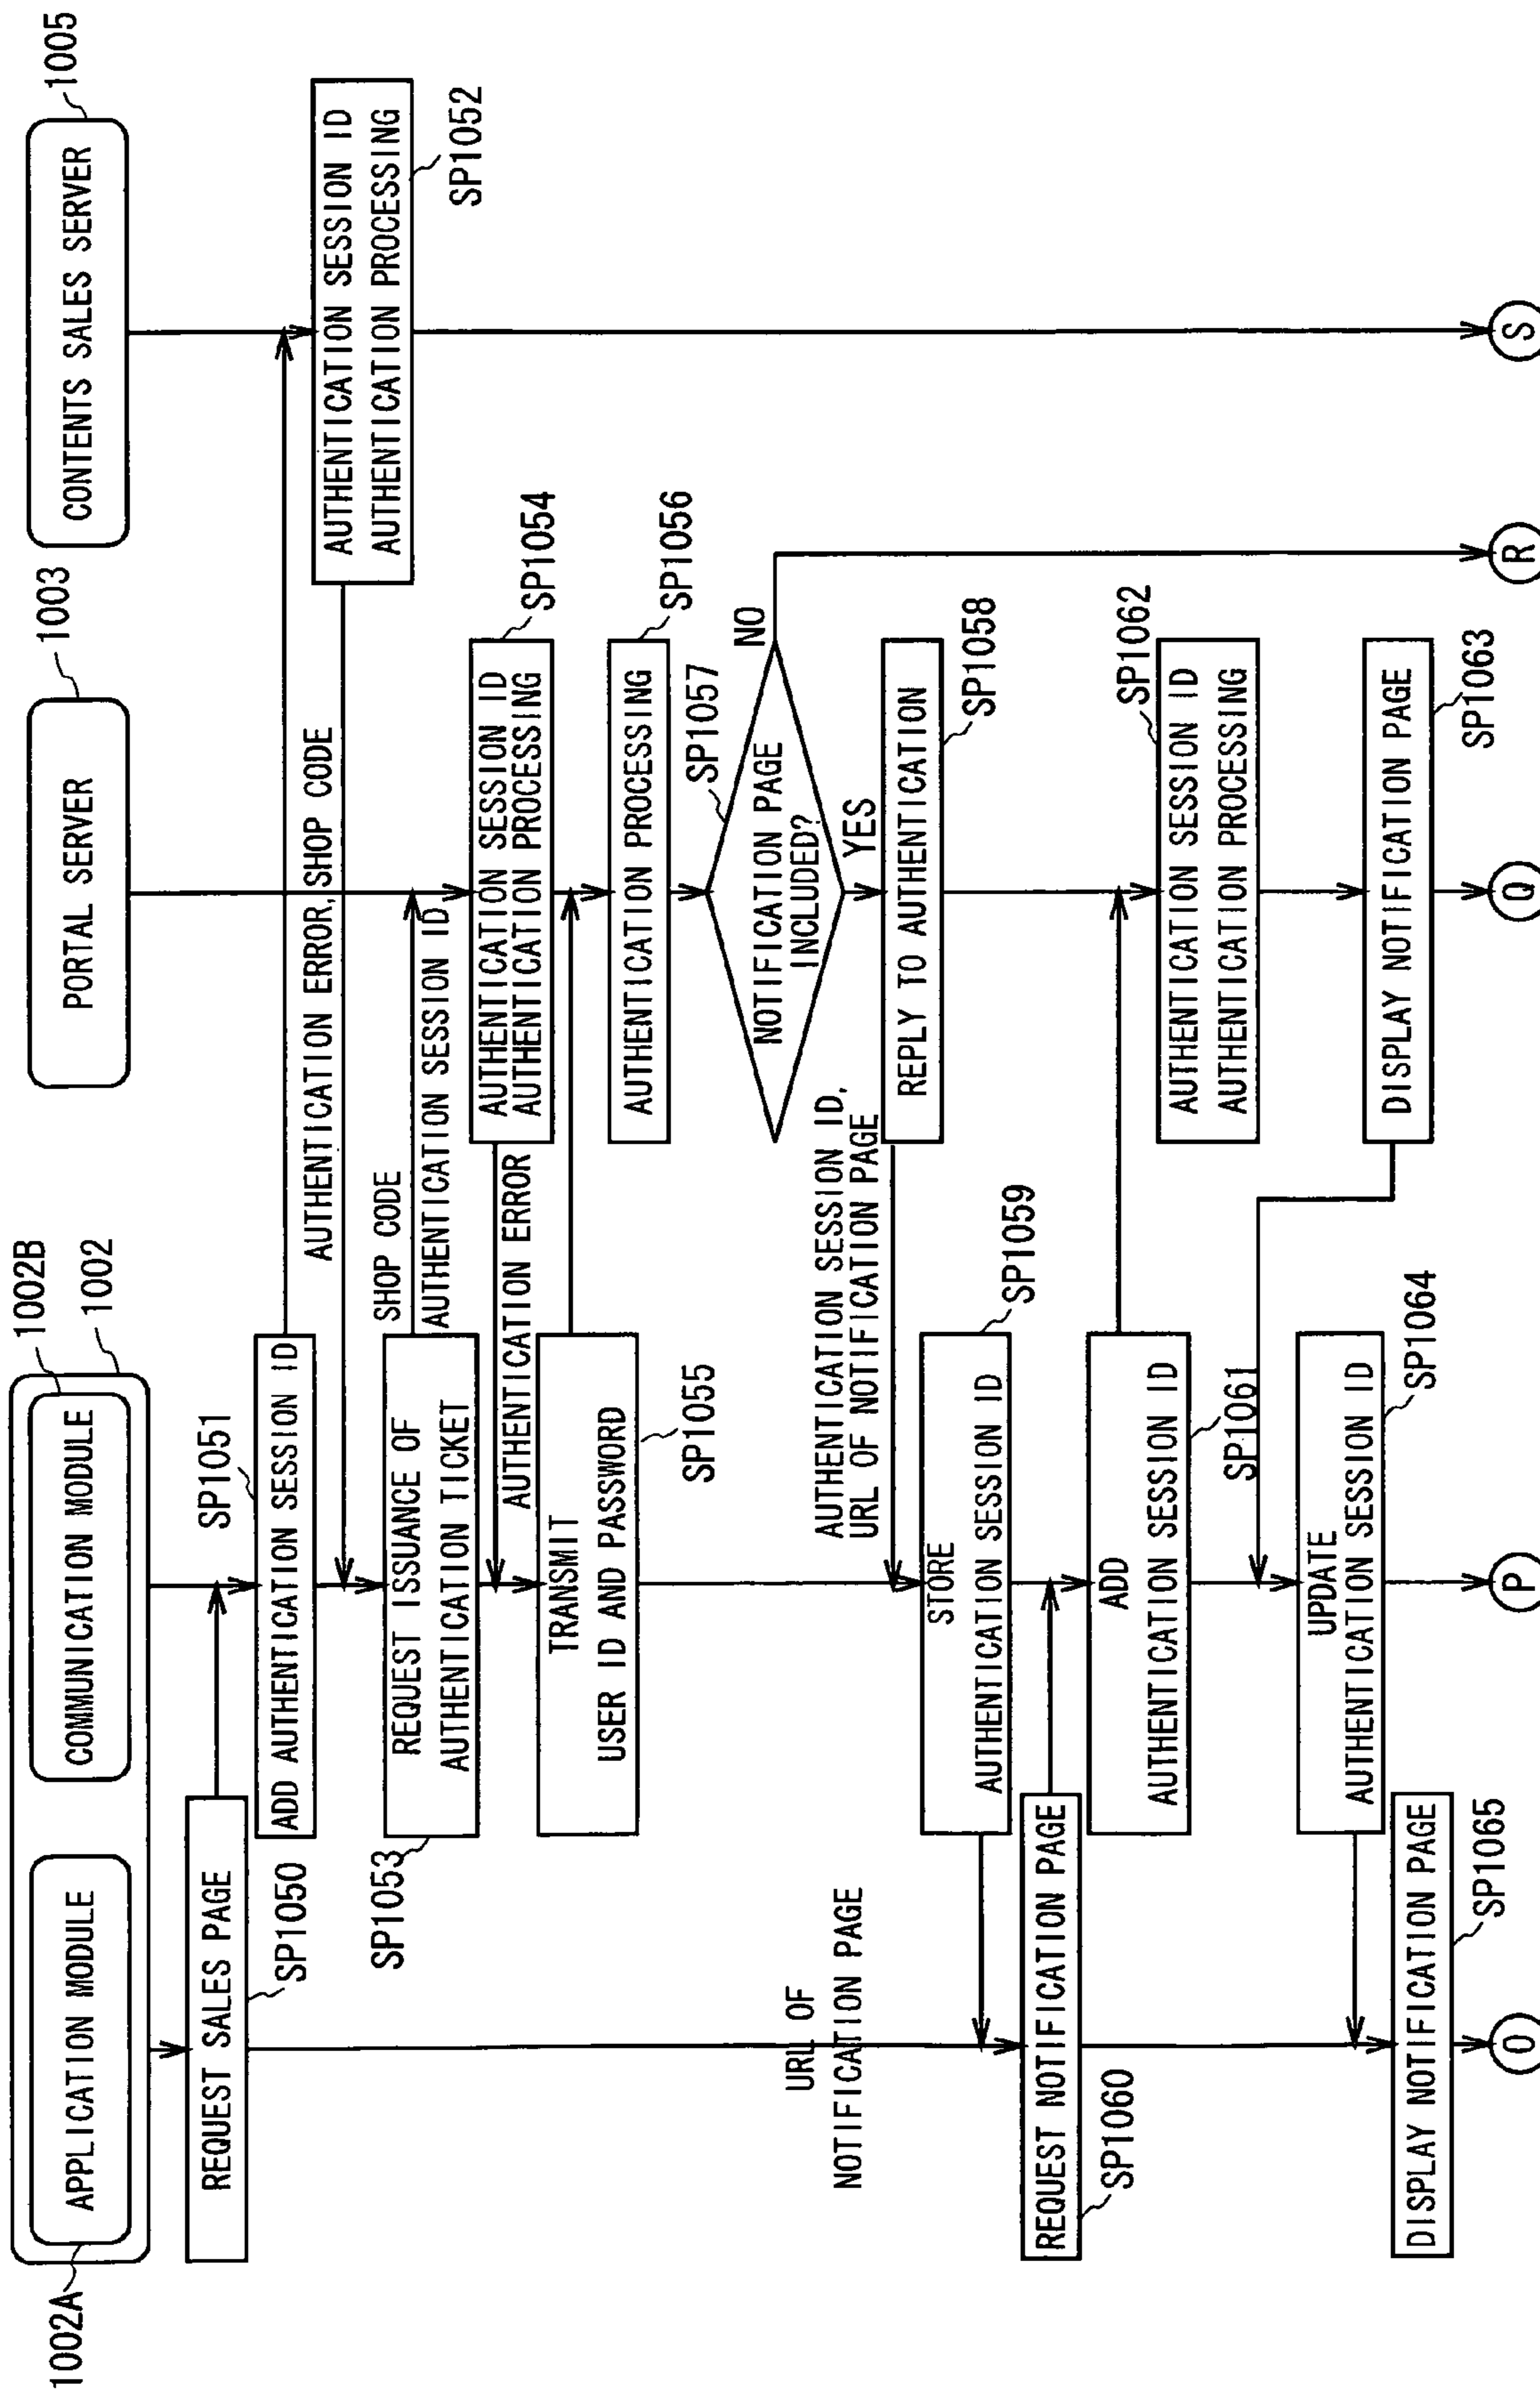 1002A
APPLICATION MODULE
COMMUNICATION MODULE
1002B
1002
PORTAL SERVER
1003
CONTENTS SALES SERVER
1005
REQUEST SALES PAGE
SP1050
SP1051
ADD AUTHENTICATION SESSION ID
AUTHENTICATION ERROR, SHOP CODE
AUTHENTICATION SESSION ID
AUTHENTICATION PROCESSING
SP1052
SP1053
REQUEST ISSUANCE OF
AUTHENTICATION TICKET
SHOP CODE
AUTHENTICATION SESSION ID
AUTHENTICATION SESSION ID
AUTHENTICATION PROCESSING
SP1054
AUTHENTICATION ERROR
TRANSMIT
USER ID AND PASSWORD
SP1055
AUTHENTICATION PROCESSING
SP1056
SP1057
NOTIFICATION PAGE
INCLUDED?
NO
YES
REPLY TO AUTHENTICATION
SP1058
AUTHENTICATION SESSION ID,
URL OF NOTIFICATION PAGE
STORE
AUTHENTICATION SESSION ID
SP1059
URL OF
NOTIFICATION PAGE
REQUEST NOTIFICATION PAGE
SP1060
ADD
AUTHENTICATION SESSION ID
SP1061
SP1062
AUTHENTICATION SESSION ID
AUTHENTICATION PROCESSING
DISPLAY NOTIFICATION PAGE
SP1063
UPDATE
AUTHENTICATION SESSION ID
SP1064
DISPLAY NOTIFICATION PAGE
SP1065
O
P
Q
R
S